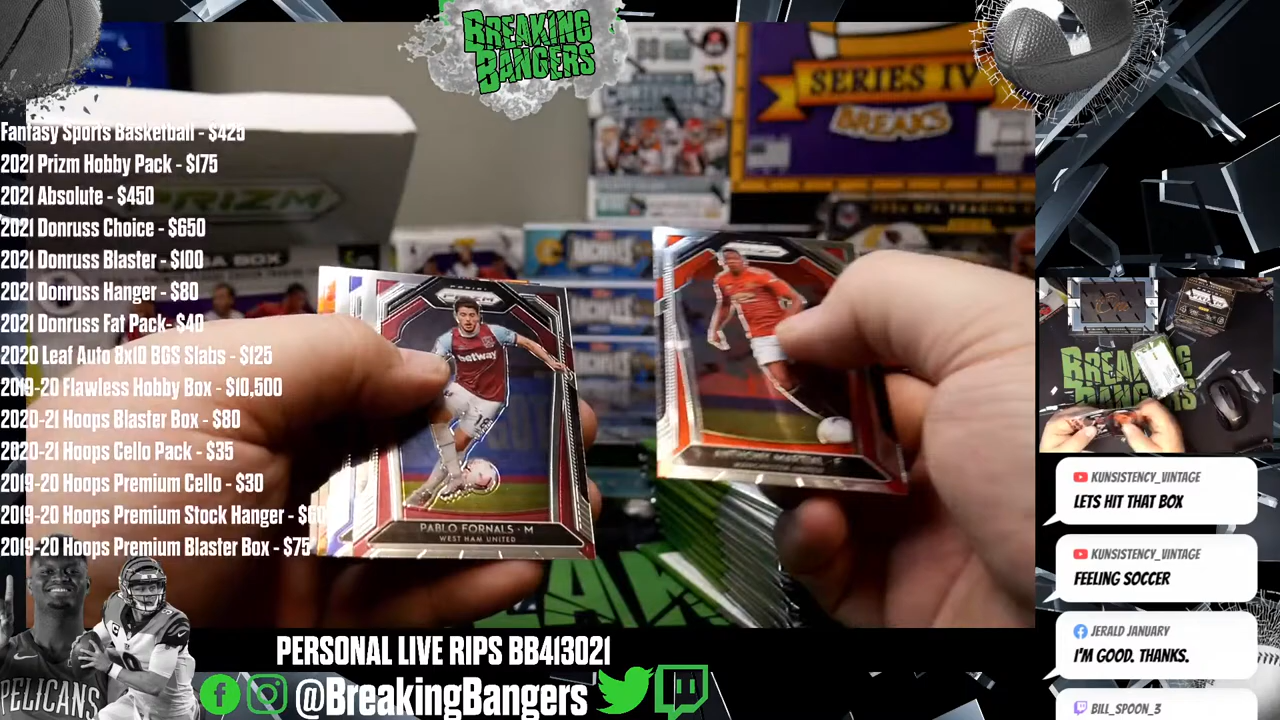 BREAKING
BANGERS
SERIES IV
BREAKS
Fantasy Sports Basketball - $425
2021 Prizm Hobby Pack - $175
2021 Absolute - $450
2021 Donruss Choice - $650
2021 Donruss Blaster - $100
2021 Donruss Hanger - $80
2021 Donruss Fat Pack- $40
2020 Leaf Auto 8x10 BGS Slabs - $125
2019-20 Flawless Hobby Box - $10,500
2020-21 Hoops Blaster Box - $80
2020-21 Hoops Cello Pack - $35
2019-20 Hoops Premium Cello - $30
2019-20 Hoops Premium Stock Hanger -
2019-20 Hoops Premium Blaster Box - $75
PRIZM
BOX
PANINI
PRIZM
betway
PABLO FORNALS - M
WEST HAM UNITED
BREAKING
KUNSISTENCY_VINTAGE
LETS HIT THAT BOX
KUNSISTENCY_VINTAGE
FEELING SOCCER
JERALD JANUARY
I'M GOOD. THANKS.
BILL_SPOON_3
PELICANS
PERSONAL LIVE RIPS BB413021
@BreakingBangers